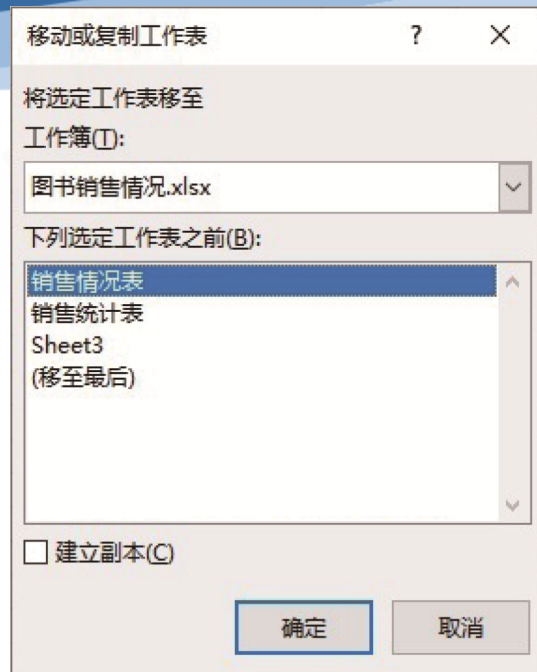 移动或复制工作表 ?
将选定工作表移至
工作簿(T):
图书销售情况.xlsx
下列选定工作表之前(B):
销售情况表
销售统计表
Sheet3
(移至最后)
建立副本(C)
确定 取消